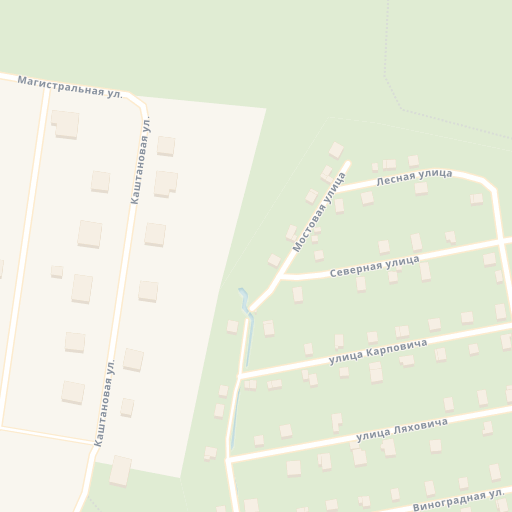 Магистральная ул.
Каштановая ул.
Лесная улица
Мостовая улица
Северная улица
улица Карповича
Каштановая ул.
улица Ляховича
Виноградная ул.